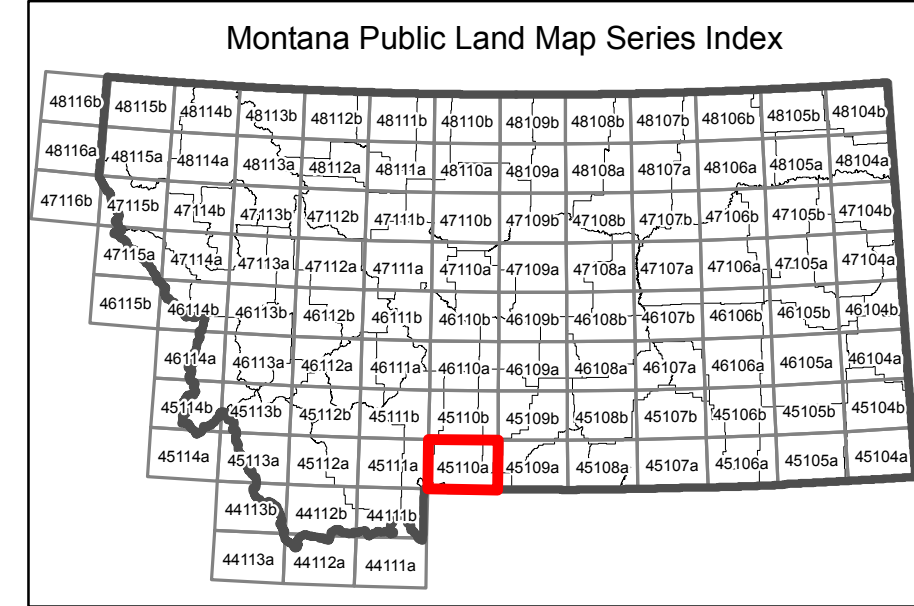 Montana Public Land Map Series Index
48116b 48115b 48114b 48113b 48112b 48111b 48110b 48109b 48108b 48107b 48106b 48105b 48104b
48116a 48115a 48114a 48113a 48112a 48111a 48110a 48109a 48108a 48107a 48106a 48105a 48104a
47116b 47115b 47114b 47113b 47112b 47111b 47110b 47109b 47108b 47107b 47106b 47105b 47104b
47115a 47114a 47113a 47112a 47111a 47110a 47109a 47108a 47107a 47106a 47105a 47104a
46115b 46114b 46113b 46112b 46111b 46110b 46109b 46108b 46107b 46106b 46105b 46104b
46114a 46113a 46112a 46111a 46110a 46109a 46108a 46107a 46106a 46105a 46104a
45114b 45113b 45112b 45111b 45110b 45109b 45108b 45107b 45106b 45105b 45104b
45114a 45113a 45112a 45111a 45110a 45109a 45108a 45107a 45106a 45105a 45104a
44113b 44112b 44111b
44113a 44112a 44111a